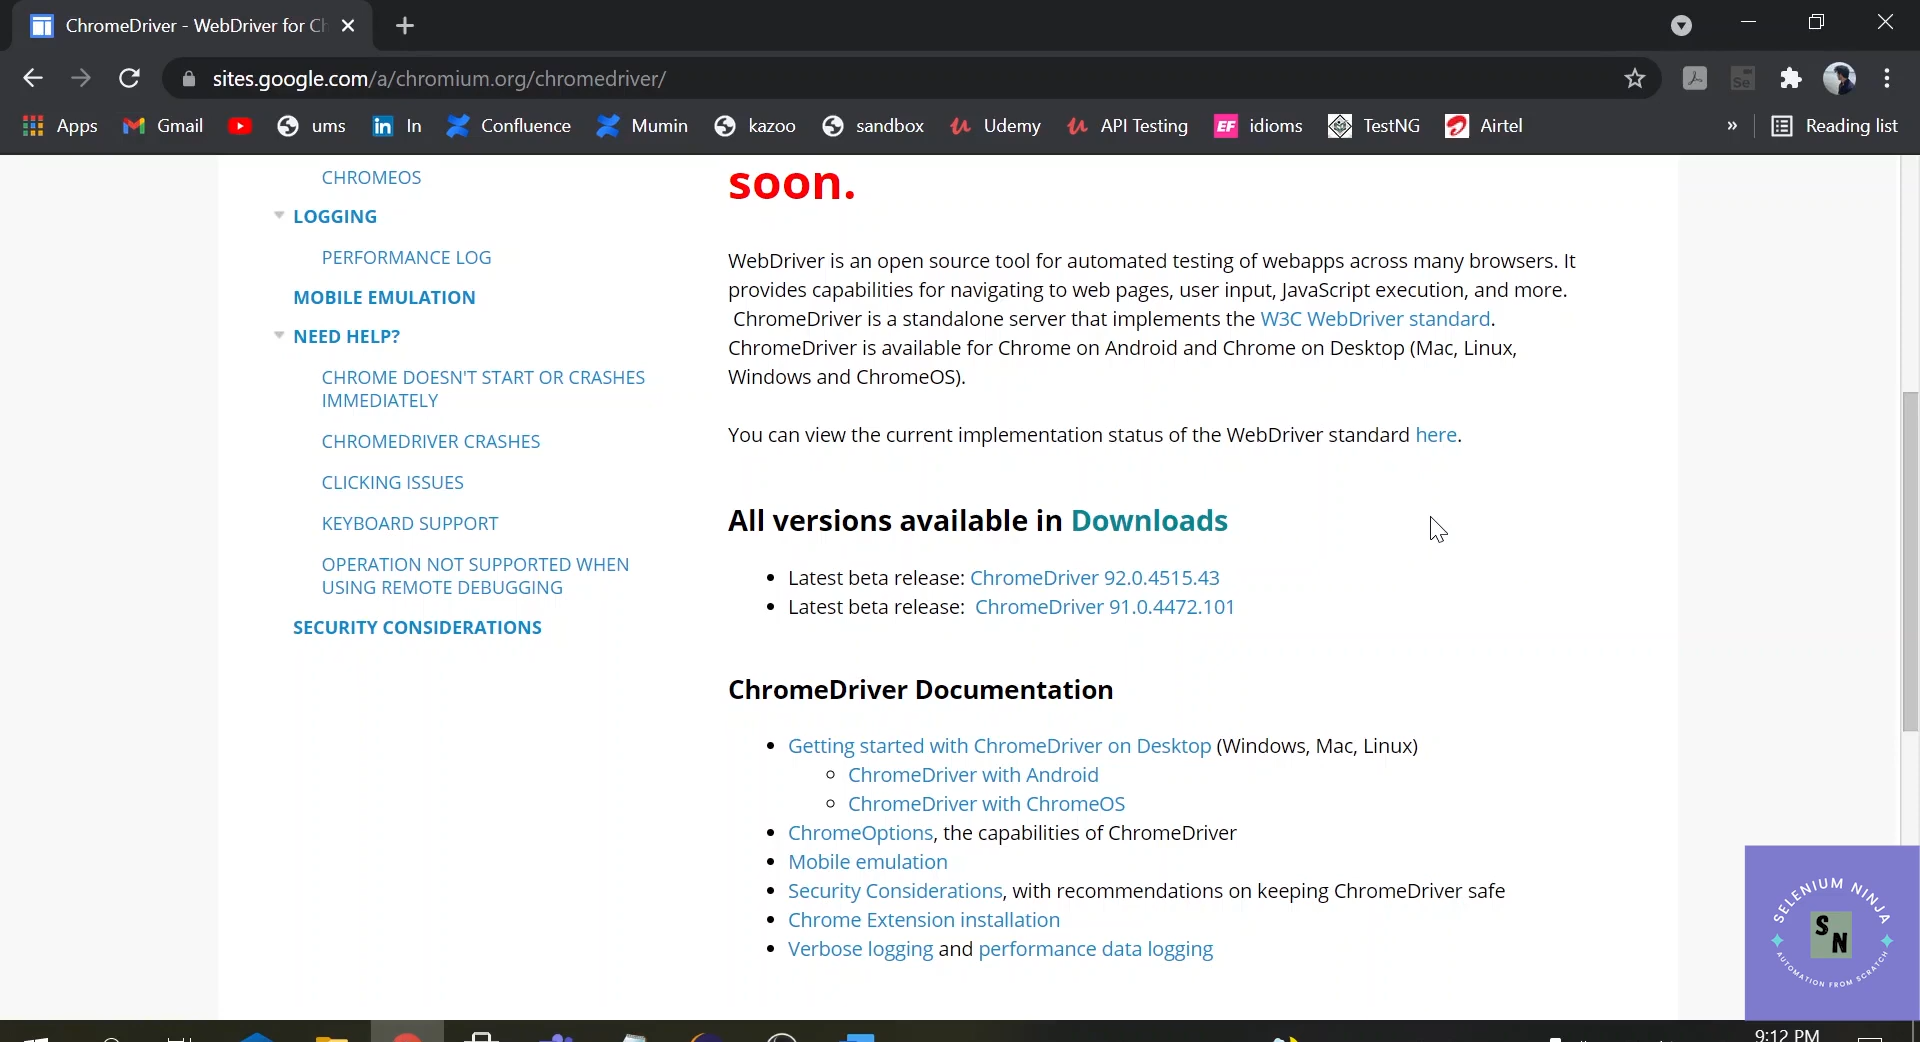 ChromeDriver - WebDriver for Ch
sites.google.com/a/chromium.org/chromedriver/
Apps Gmail ums In Confluence Mumin kazoo sandbox Udemy API Testing EF idioms TestNG Airtel » Reading list
CHROMEOS
LOGGING
PERFORMANCE LOG
MOBILE EMULATION
NEED HELP?
CHROME DOESN'T START OR CRASHES
IMMEDIATELY
CHROMEDRIVER CRASHES
CLICKING ISSUES
KEYBOARD SUPPORT
OPERATION NOT SUPPORTED WHEN
USING REMOTE DEBUGGING
SECURITY CONSIDERATIONS
soon.
WebDriver is an open source tool for automated testing of webapps across many browsers. It
provides capabilities for navigating to web pages, user input, JavaScript execution, and more.
ChromeDriver is a standalone server that implements the W3C WebDriver standard.
ChromeDriver is available for Chrome on Android and Chrome on Desktop (Mac, Linux,
Windows and ChromeOS).
You can view the current implementation status of the WebDriver standard here.
All versions available in Downloads
Latest beta release: ChromeDriver 92.0.4515.43
Latest beta release: ChromeDriver 91.0.4472.101
ChromeDriver Documentation
Getting started with ChromeDriver on Desktop (Windows, Mac, Linux)
ChromeDriver with Android
ChromeDriver with ChromeOS
ChromeOptions, the capabilities of ChromeDriver
Mobile emulation
Security Considerations, with recommendations on keeping ChromeDriver safe
Chrome Extension installation
Verbose logging and performance data logging
SELENIUM NINJA
SN
AUTOMATION FROM SCRATCH
9:12 PM